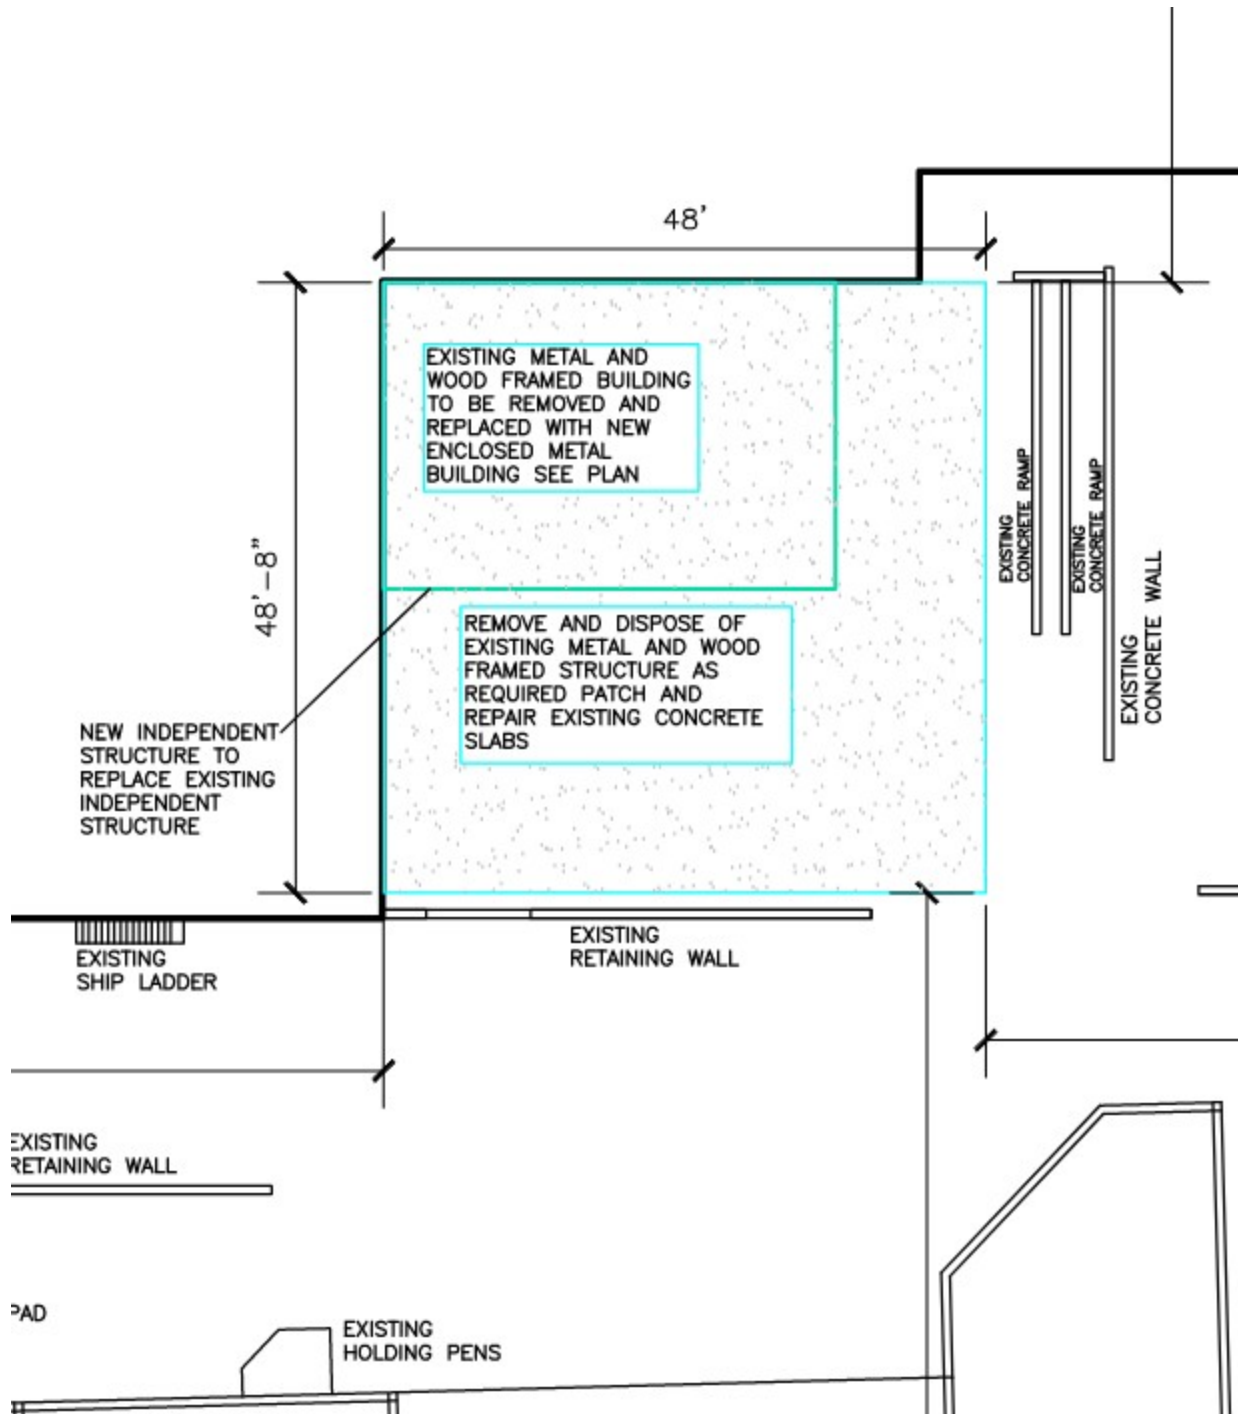 48'
EXISTING METAL AND
WOOD FRAMED BUILDING
TO BE REMOVED AND
REPLACED WITH NEW
ENCLOSED METAL
BUILDING SEE PLAN
48'-8"
REMOVE AND DISPOSE OF
EXISTING METAL AND WOOD
FRAMED STRUCTURE AS
REQUIRED PATCH AND
REPAIR EXISTING CONCRETE
SLABS
NEW INDEPENDENT
STRUCTURE TO
REPLACE EXISTING
INDEPENDENT
STRUCTURE
EXISTING
CONCRETE RAMP
EXISTING
CONCRETE RAMP
EXISTING
CONCRETE WALL
EXISTING
SHIP LADDER
EXISTING
RETAINING WALL
EXISTING
RETAINING WALL
PAD
EXISTING
HOLDING PENS